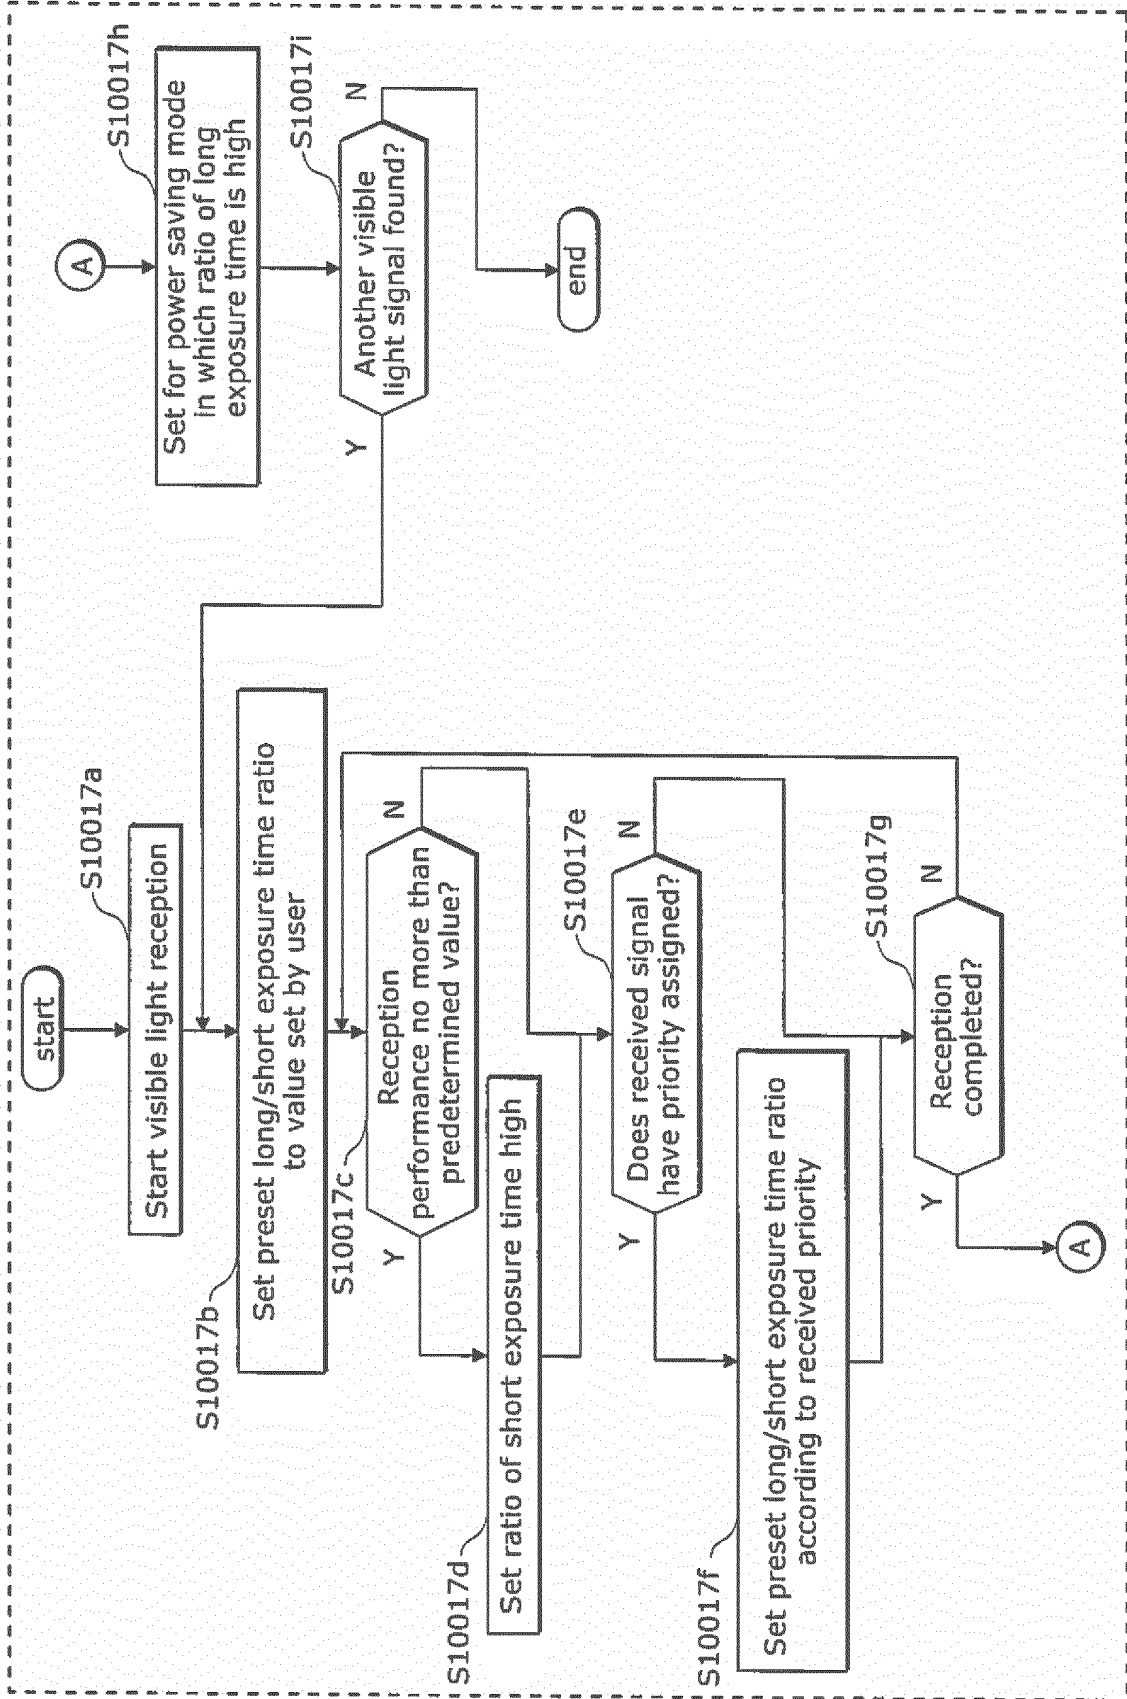 start
S10017a
Start visible light reception
S10017b
Set preset long/short exposure time ratio
to value set by user
S10017c
Reception
performance no more than
predetermined value?
Y
N
S10017d
Set ratio of short exposure time high
S10017e
Does received signal
have priority assigned?
Y
N
S10017f
Set preset long/short exposure time ratio
according to received priority
S10017g
Reception
completed?
Y
N
A
A
S10017h
Set for power saving mode
in which ratio of long
exposure time is high
S10017i
Another visible
light signal found?
Y
N
end